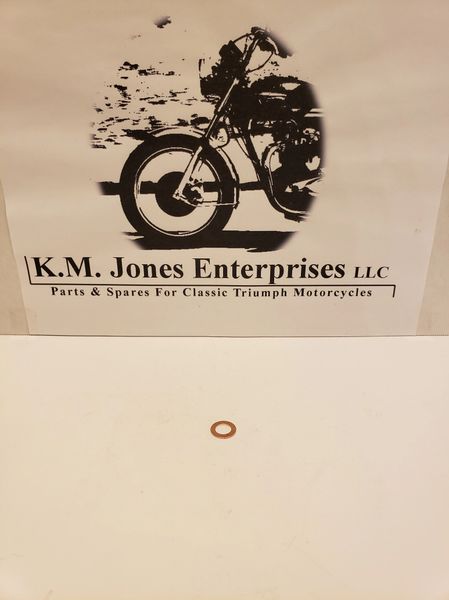 K.M. Jones Enterprises LLC
Parts & Spares For Classic Triumph Motorcycles